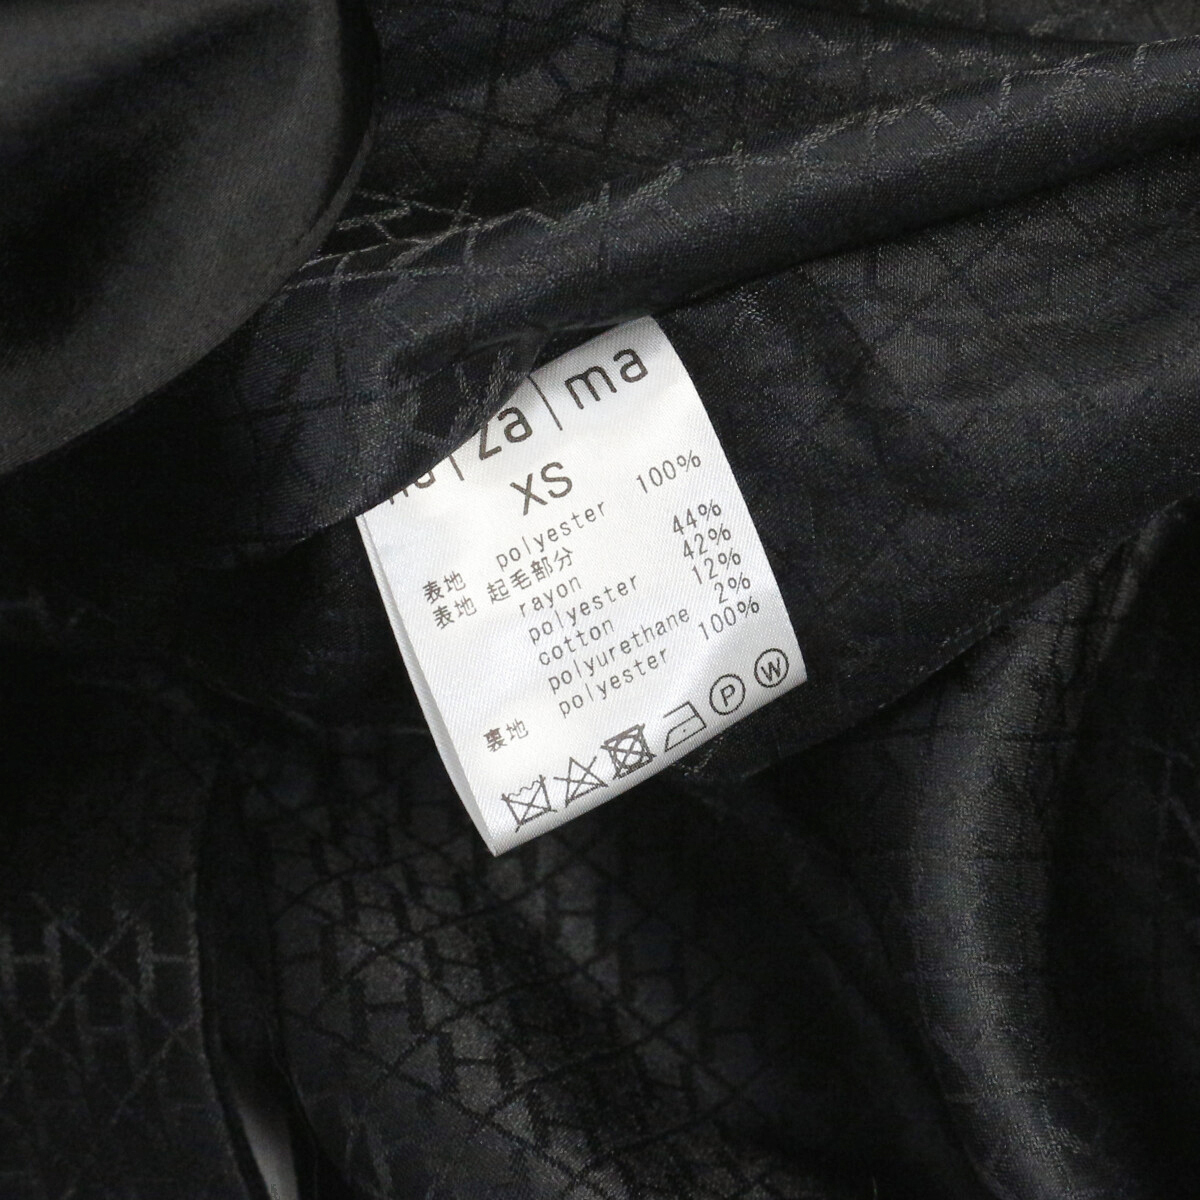 za|ma
XS
表地 polyester 100%
表地 起毛部分
rayon 44%
polyester 42%
cotton 12%
polyurethane 2%
裏地 polyester 100%
P W